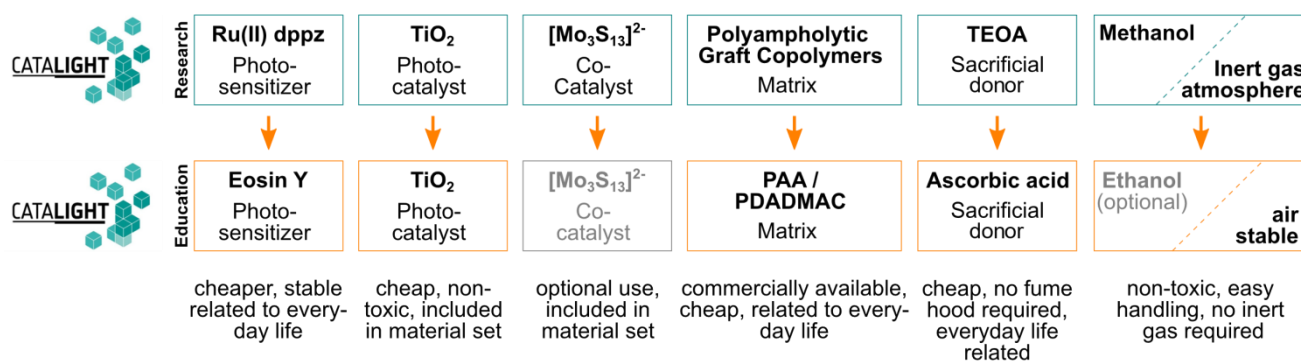 CATALIGHT
Research
Ru(II) dppz
Photo-
sensitizer
TiO₂
Photo-
catalyst
[Mo₃S₁₃]²⁻
Co-
Catalyst
Polyampholytic
Graft Copolymers
Matrix
TEOA
Sacrificial
donor
Methanol
Inert gas
atmosphere
CATALIGHT
Education
Eosin Y
Photo-
sensitizer
TiO₂
Photo-
catalyst
[Mo₃S₁₃]²⁻
Co-
catalyst
PAA /
PDADMAC
Matrix
Ascorbic acid
Sacrificial
donor
Ethanol
(optional)
air
stable
cheaper, stable
related to every-
day life
cheap, non-
toxic, included
in material set
optional use,
included in
material set
commercially available,
cheap, related to every-
day life
cheap, no fume
hood required,
everyday life
related
non-toxic, easy
handling, no inert
gas required